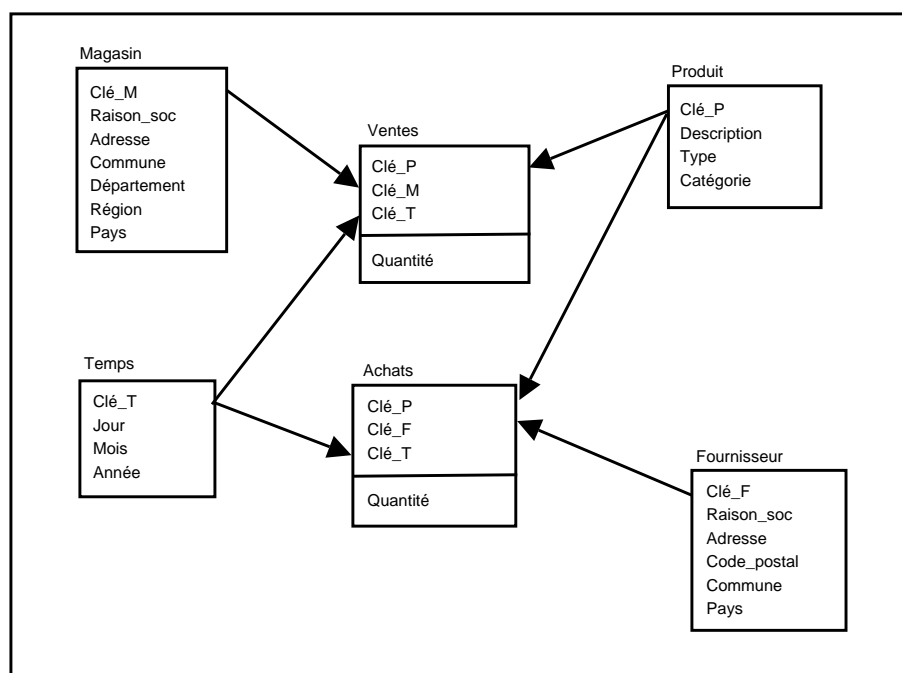 Magasin
Clé_M
Raison_soc
Adresse
Commune
Département
Région
Pays
Produit
Clé_P
Description
Type
Catégorie
Ventes
Clé_P
Clé_M
Clé_T
Quantité
Temps
Clé_T
Jour
Mois
Année
Achats
Clé_P
Clé_F
Clé_T
Quantité
Fournisseur
Clé_F
Raison_soc
Adresse
Code_postal
Commune
Pays